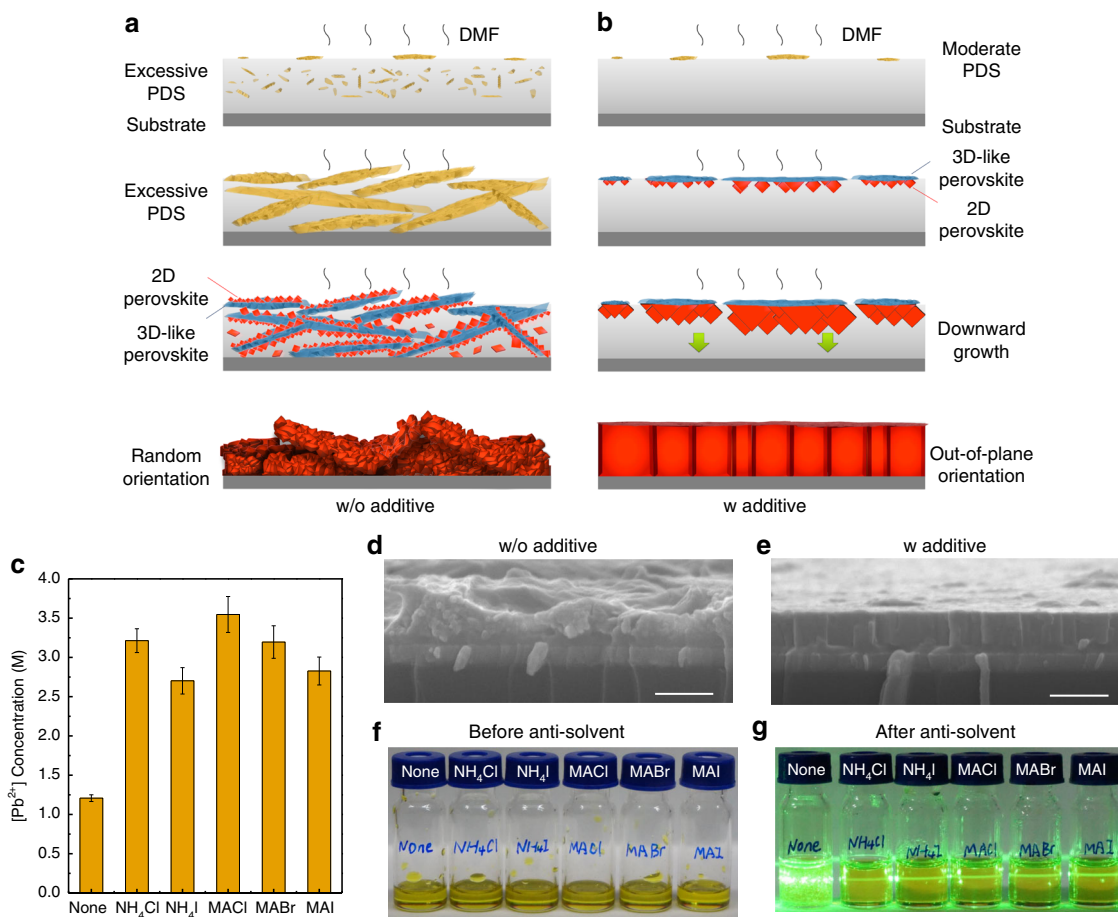 a
DMF
Excessive
PDS
Substrate
Excessive
PDS
2D
perovskite
3D-like
perovskite
Random
orientation
w/o additive
b
DMF
Moderate
PDS
Substrate
3D-like
perovskite
2D
perovskite
Downward
growth
Out-of-plane
orientation
w additive
c
[Pb2+] Concentration (M)
4.0
3.5
3.0
2.5
2.0
1.5
1.0
0.5
0.0
None NH4Cl NH4I MACl MABr MAI
d
w/o additive
e
w additive
f
Before anti-solvent
None NH4Cl NH4I MACl MABr MAI
None NH4Cl NH4I MACl MABr MAI
g
After anti-solvent
None NH4Cl NH4I MACl MABr MAI
None NH4Cl NH4I MACl MABr MAI